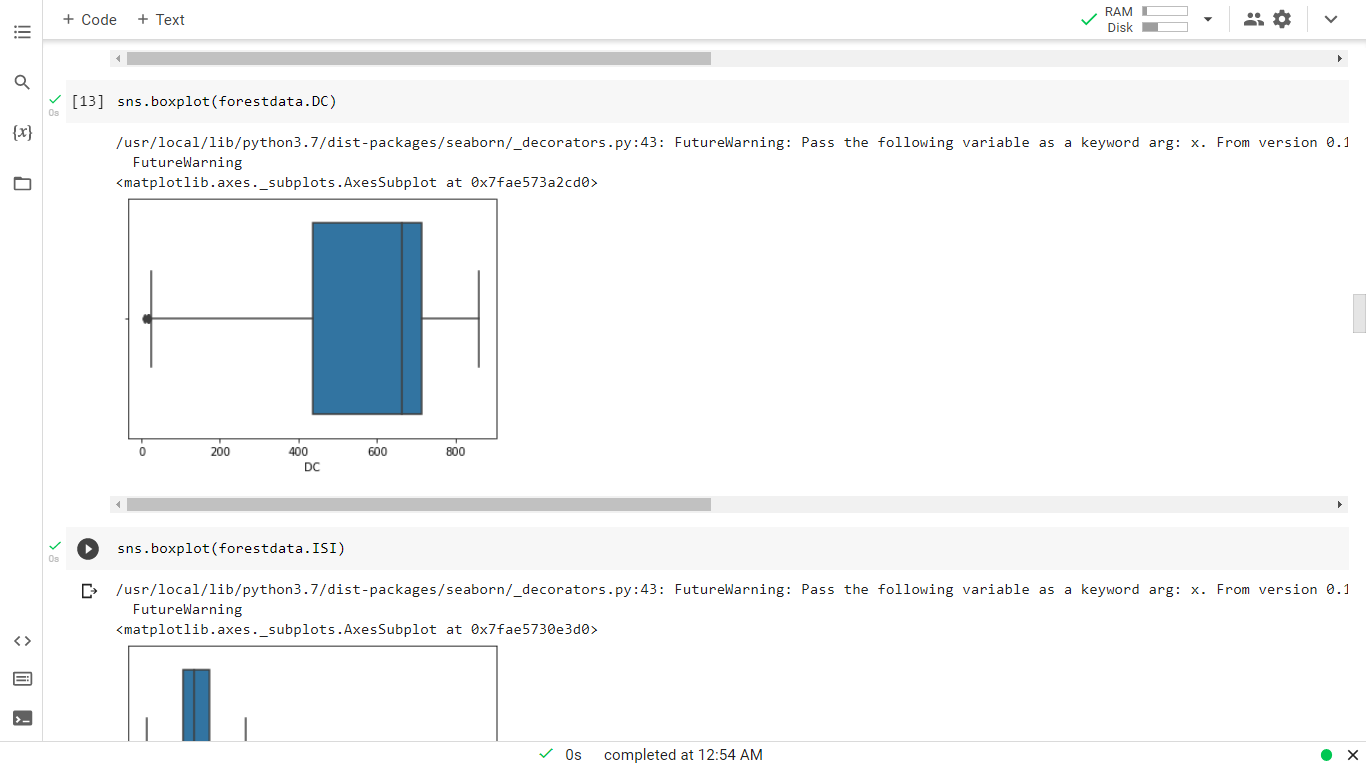 + Code + Text
RAM
Disk
{x}
0s
[13] sns.boxplot(forestdata.DC)
/usr/local/lib/python3.7/dist-packages/seaborn/_decorators.py:43: FutureWarning: Pass the following variable as a keyword arg: x. From version 0.1
FutureWarning
<matplotlib.axes._subplots.AxesSubplot at 0x7fae573a2cd0>
0 200 400 600 800
DC
0s
sns.boxplot(forestdata.ISI)
/usr/local/lib/python3.7/dist-packages/seaborn/_decorators.py:43: FutureWarning: Pass the following variable as a keyword arg: x. From version 0.1
FutureWarning
<matplotlib.axes._subplots.AxesSubplot at 0x7fae5730e3d0>
0s completed at 12:54 AM